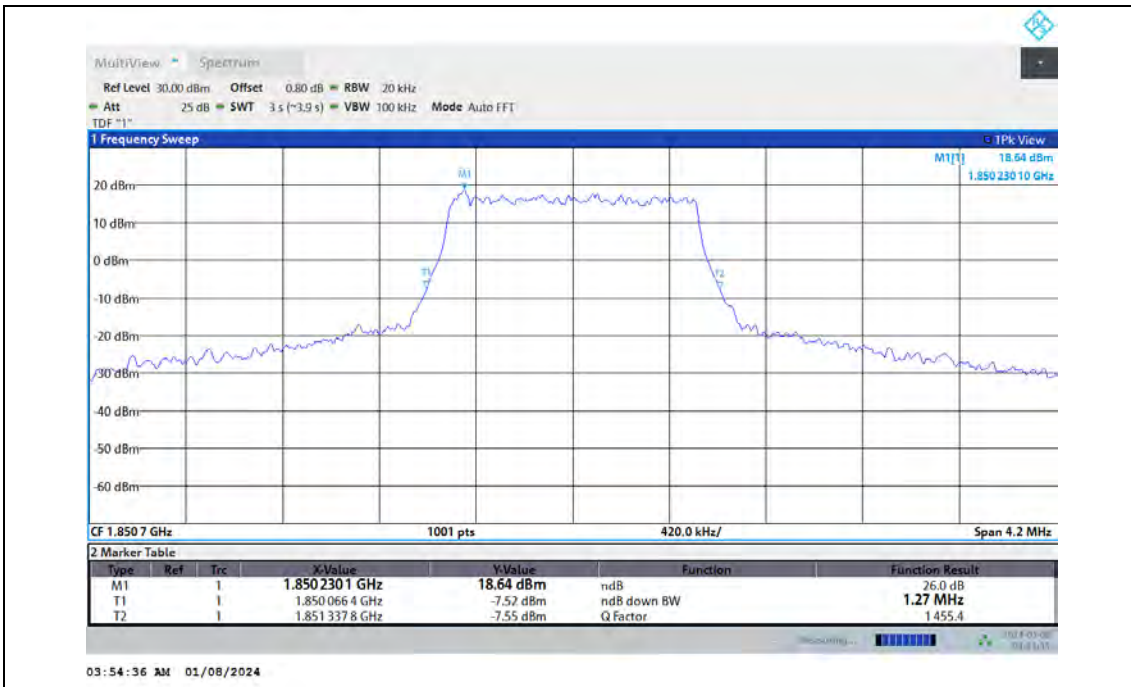 MultiView Spectrum
Ref Level 30.00 dBm Offset 0.80 dB RBW 20 kHz
Att 25 dB SWT 3 s (~3.9 s) VBW 100 kHz Mode Auto FFT
TDF "1"
1 Frequency Sweep 1Pk View
M1[1] 18.64 dBm
1.850 230 10 GHz
M1
20 dBm
10 dBm
0 dBm
T1 T2
-10 dBm
-20 dBm
-30 dBm
-40 dBm
-50 dBm
-60 dBm
CF 1.850 7 GHz 1001 pts 420.0 kHz/ Span 4.2 MHz
2 Marker Table
Type Ref Trc X-Value Y-Value Function Function Result
M1 1 1.850 230 1 GHz 18.64 dBm ndB 26.0 dB
T1 1 1.850 066 4 GHz -7.52 dBm ndB down BW 1.27 MHz
T2 1 1.851 337 8 GHz -7.55 dBm Q Factor 1 455.4
Measuring...
03:54:36 AM 01/08/2024